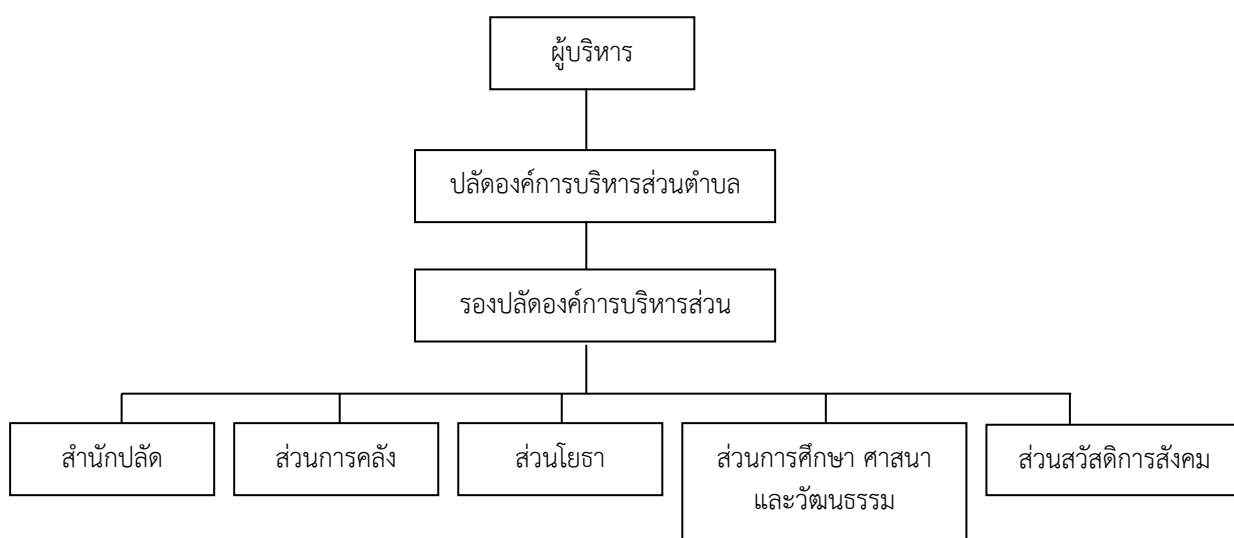 ผู้บริหาร
ปลัดองค์การบริหารส่วนตำบล
รองปลัดองค์การบริหารส่วน
สำนักปลัด
ส่วนการคลัง
ส่วนโยธา
ส่วนการศึกษา ศาสนา
และวัฒนธรรม
ส่วนสวัสดิการสังคม